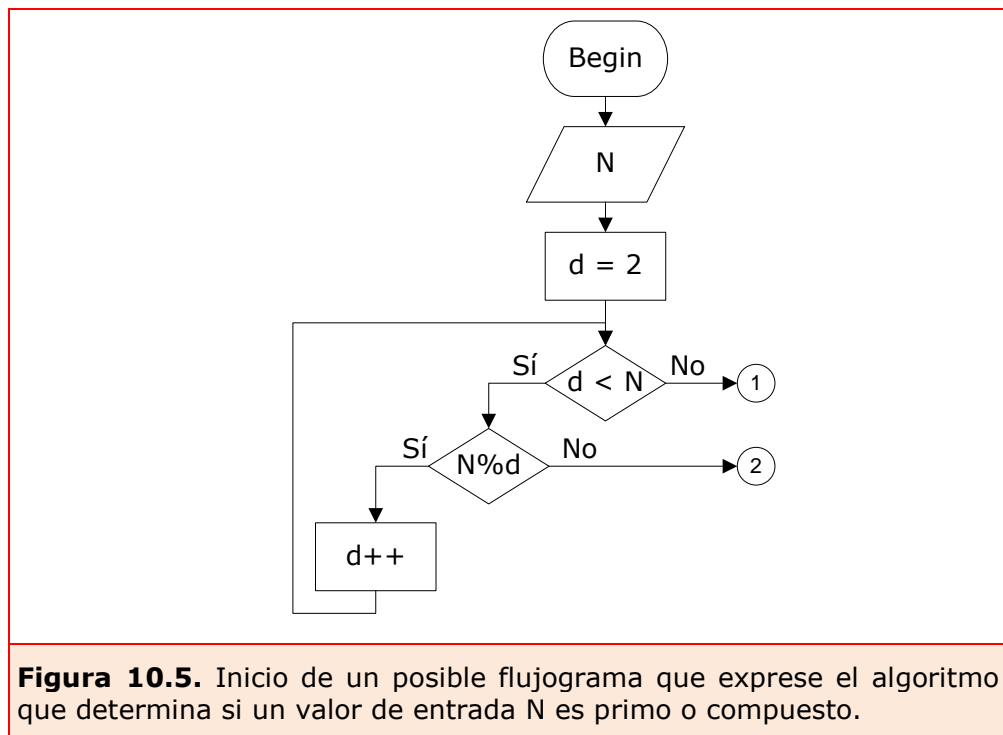 Begin
N
d = 2
Sí
d < N
No
1
Sí
N%d
No
2
d++
Figura 10.5. Inicio de un posible flujograma que exprese el algoritmo
que determina si un valor de entrada N es primo o compuesto.